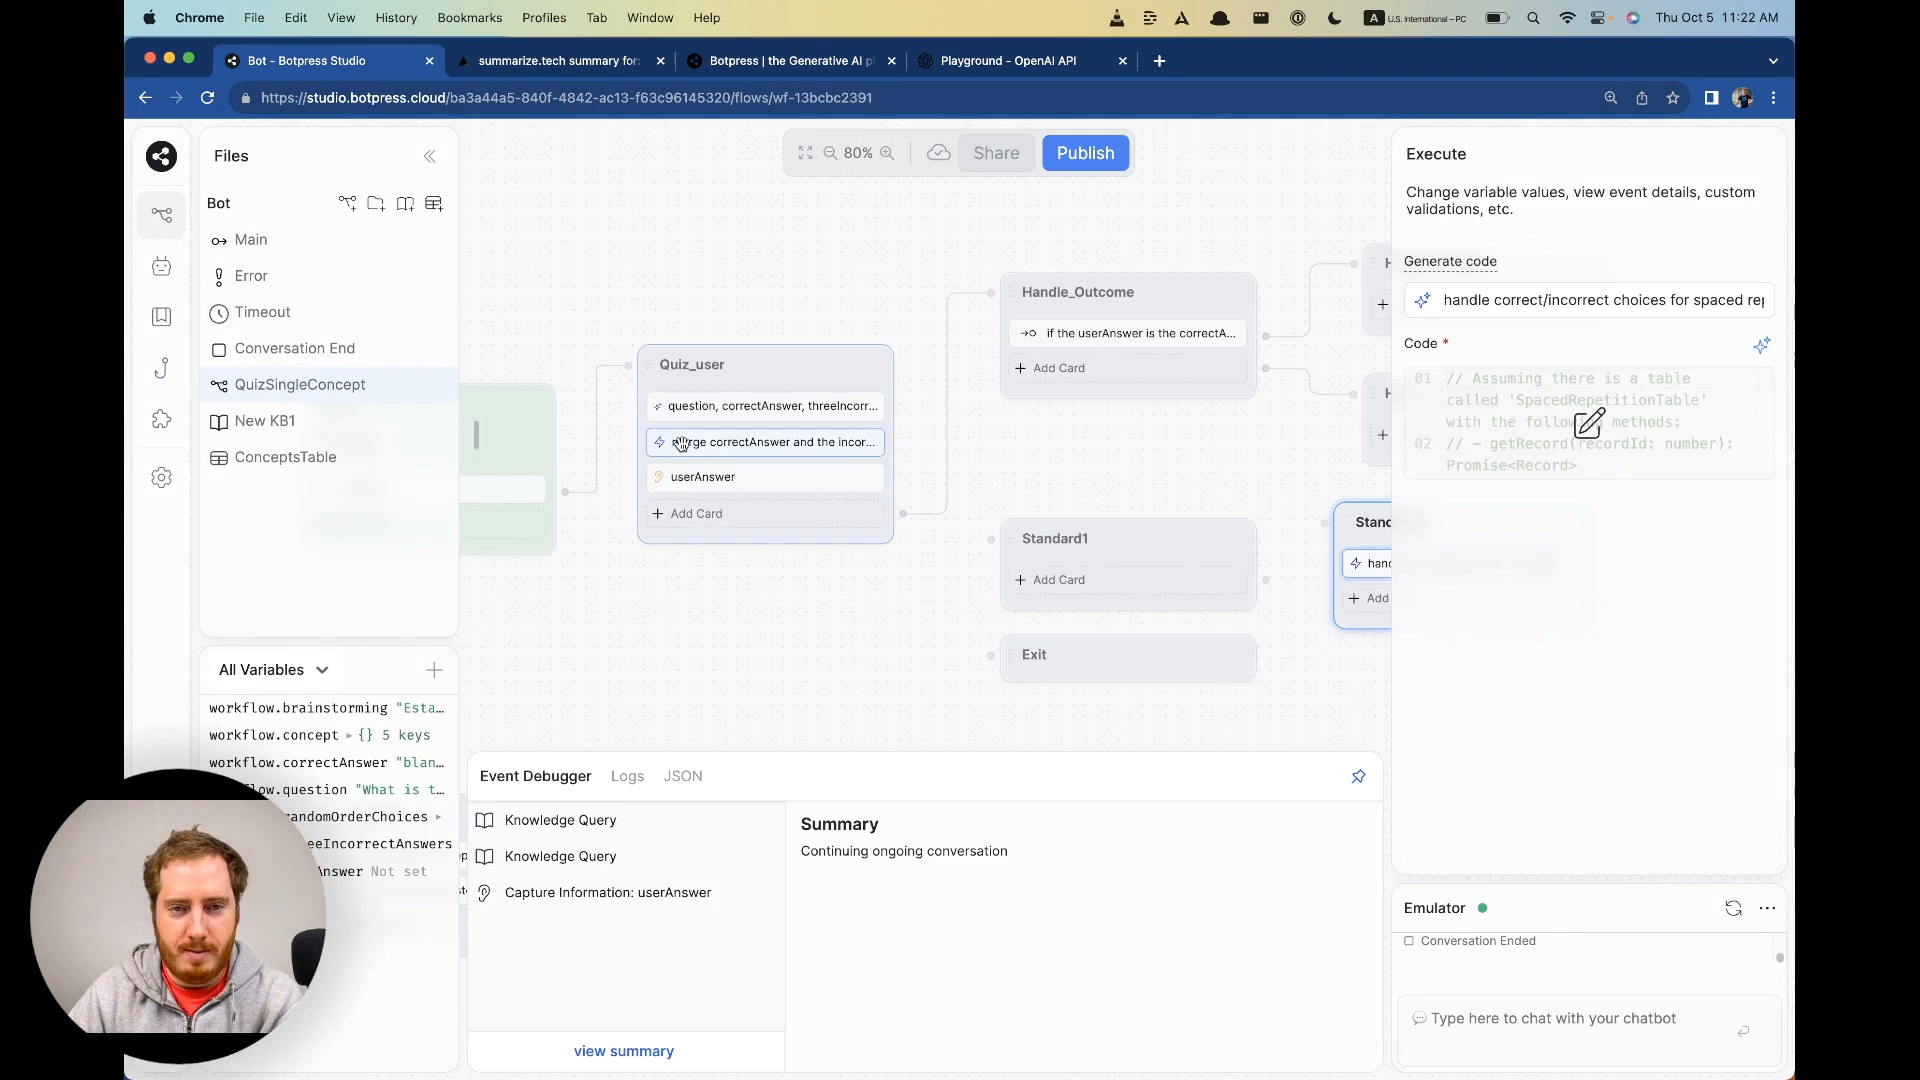 Chrome File Edit View History Bookmarks Profiles Tab Window Help
A U.S. International – PC
Thu Oct 5 11:22 AM
Bot - Botpress Studio
summarize.tech summary for:
Botpress | the Generative AI pl
Playground - OpenAI API
https://studio.botpress.cloud/ba3a44a5-840f-4842-ac13-f63c96145320/flows/wf-13bcbc2391
Files
Bot
Main
Error
Timeout
Conversation End
QuizSingleConcept
New KB1
ConceptsTable
All Variables
workflow.brainstorming "Esta...
workflow.concept {} 5 keys
workflow.correctAnswer "blan...
low.question "What is t...
andomOrderChoices
eeIncorrectAnswers
Answer Not set
80%
Share
Publish
Quiz_user
question, correctAnswer, threeIncorr...
rge correctAnswer and the incor...
userAnswer
+ Add Card
Handle_Outcome
if the userAnswer is the correctA...
+ Add Card
Standard1
+ Add Card
Exit
H
+
H
+
Stand
hand
+ Add
Event Debugger Logs JSON
Knowledge Query
Knowledge Query
Capture Information: userAnswer
view summary
Summary
Continuing ongoing conversation
Execute
Change variable values, view event details, custom
validations, etc.
Generate code
handle correct/incorrect choices for spaced rep
Code *
01 // Assuming there is a table
called 'SpacedRepetitionTable'
with the follo methods:
02 // - getRecord(recordId: number):
Promise<Record>
Emulator
Conversation Ended
Type here to chat with your chatbot